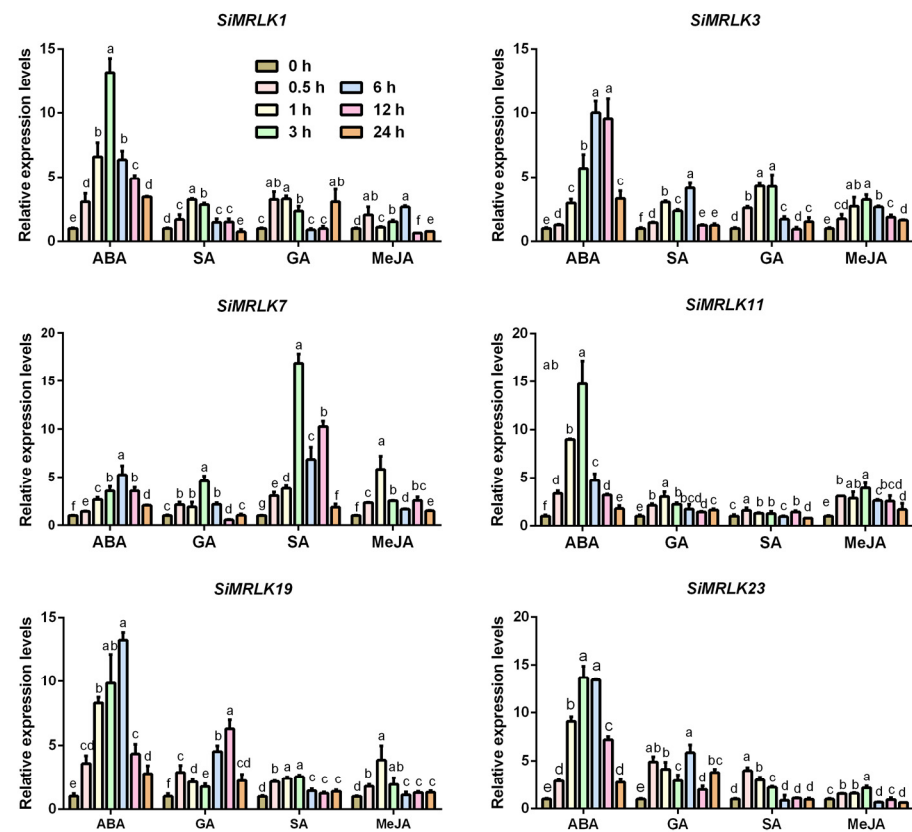 SiMRLK1
Relative expression levels
15
10
5
0
0 h
0.5 h
1 h
3 h
6 h
12 h
24 h
e d b a b c d
d c a b c c d
c ab a b c c ab
d ab c b a f e
ABA SA GA MeJA
SiMRLK3
Relative expression levels
15
10
5
0
e d c b a a c
f d b c a e e
d b a a c d c
d cd ab a b c d
ABA SA GA MeJA
SiMRLK7
Relative expression levels
20
15
10
5
0
f e c b a b d
c b b a b d c
g e d a c b f
f c a b d bc e
ABA GA SA MeJA
SiMRLK11
Relative expression levels
20
15
10
5
0
ab
f c b a b c e
d b a b bcd d c
c a b b c b d
e b ab a c bcd d
ABA GA SA MeJA
SiMRLK19
Relative expression levels
15
10
5
0
e cd b ab a c d
f c d e b a cd
d b a a c c c
c b a b c c c
ABA GA SA MeJA
SiMRLK23
Relative expression levels
20
15
10
5
0
e d b a a c d
e ab b c a d bc
d a b c d d d
c b b a d c d
ABA GA SA MeJA